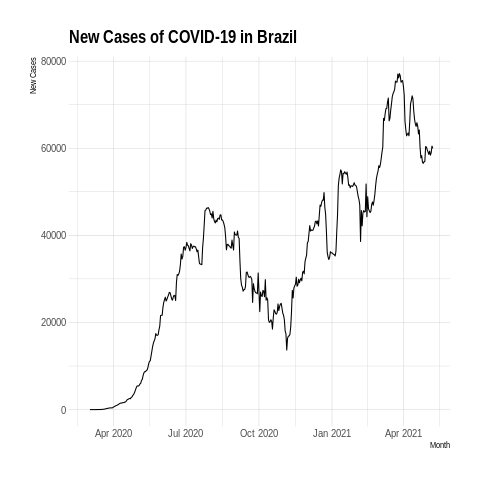 New Cases of COVID-19 in Brazil
New Cases
80000
60000
40000
20000
0
Apr 2020 Jul 2020 Oct 2020 Jan 2021 Apr 2021
Month